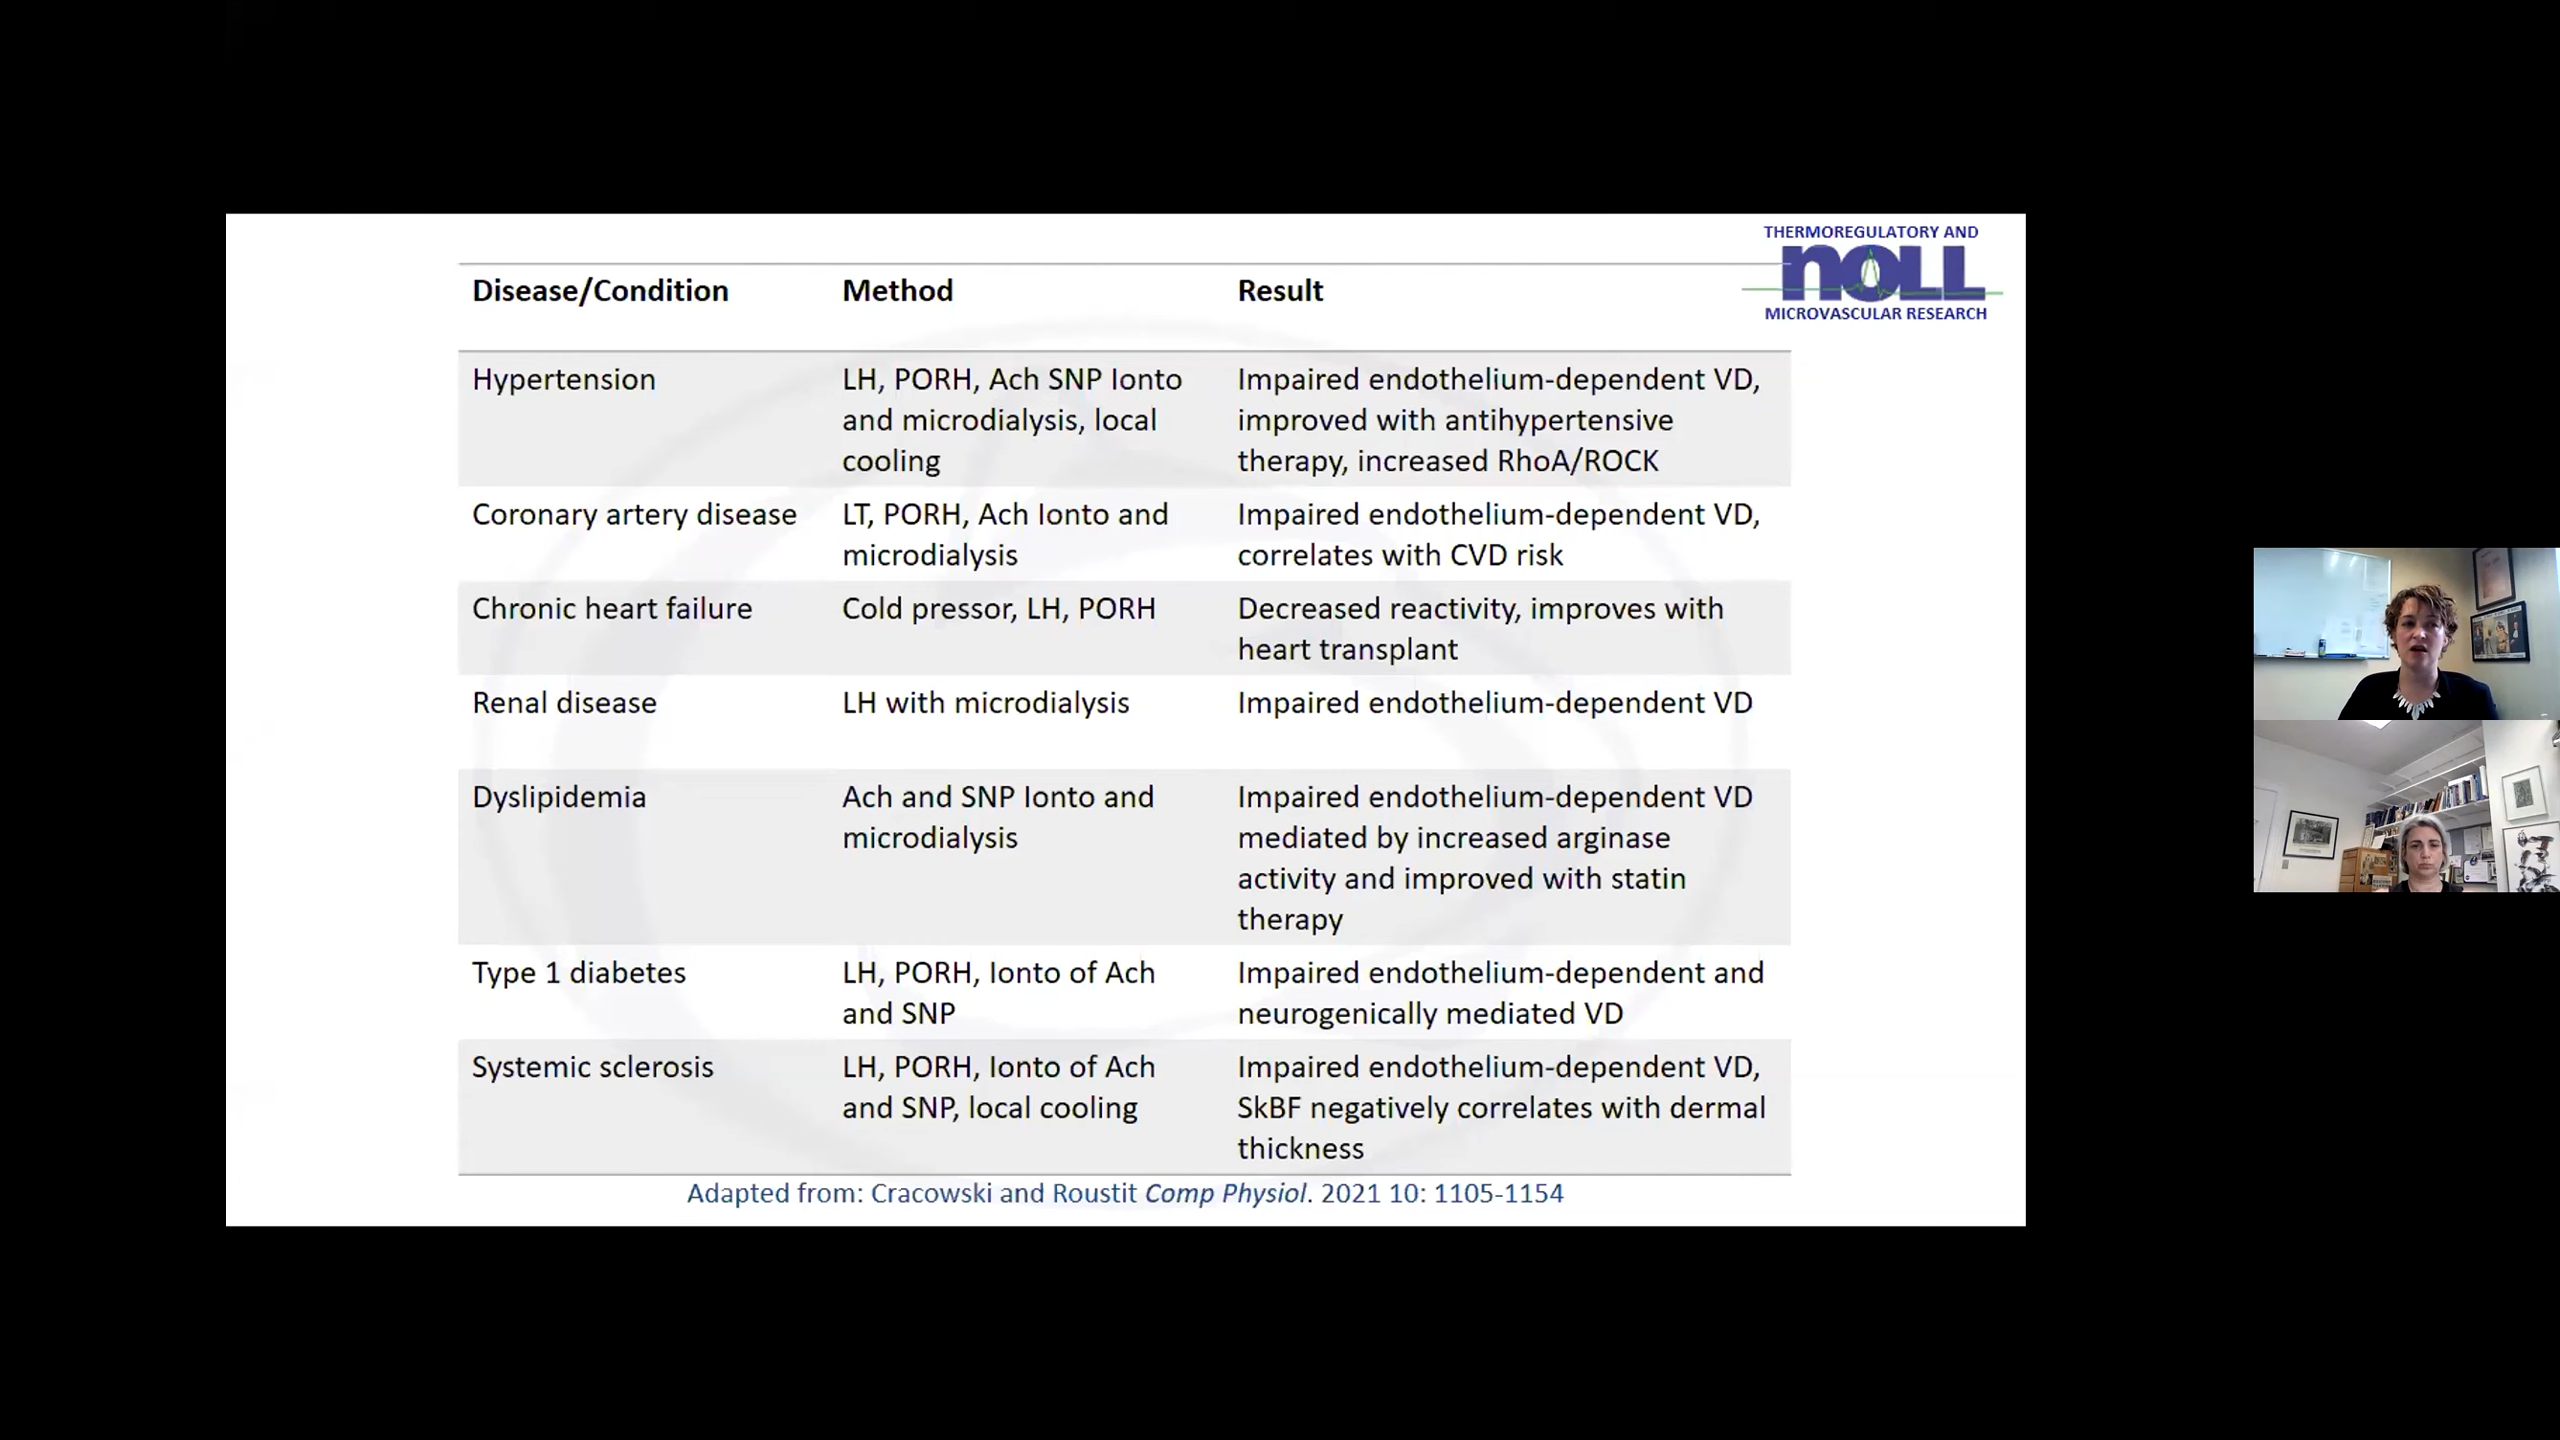 THERMOREGULATORY AND
nOLL
MICROVASCULAR RESEARCH
Disease/Condition Method Result
Hypertension LH, PORH, Ach SNP Ionto Impaired endothelium-dependent VD,
and microdialysis, local improved with antihypertensive
cooling therapy, increased RhoA/ROCK
Coronary artery disease LT, PORH, Ach Ionto and Impaired endothelium-dependent VD,
microdialysis correlates with CVD risk
Chronic heart failure Cold pressor, LH, PORH Decreased reactivity, improves with
heart transplant
Renal disease LH with microdialysis Impaired endothelium-dependent VD
Dyslipidemia Ach and SNP Ionto and Impaired endothelium-dependent VD
microdialysis mediated by increased arginase
activity and improved with statin
therapy
Type 1 diabetes LH, PORH, Ionto of Ach Impaired endothelium-dependent and
and SNP neurogenically mediated VD
Systemic sclerosis LH, PORH, Ionto of Ach Impaired endothelium-dependent VD,
and SNP, local cooling SkBF negatively correlates with dermal
thickness
Adapted from: Cracowski and Roustit Comp Physiol. 2021 10: 1105-1154